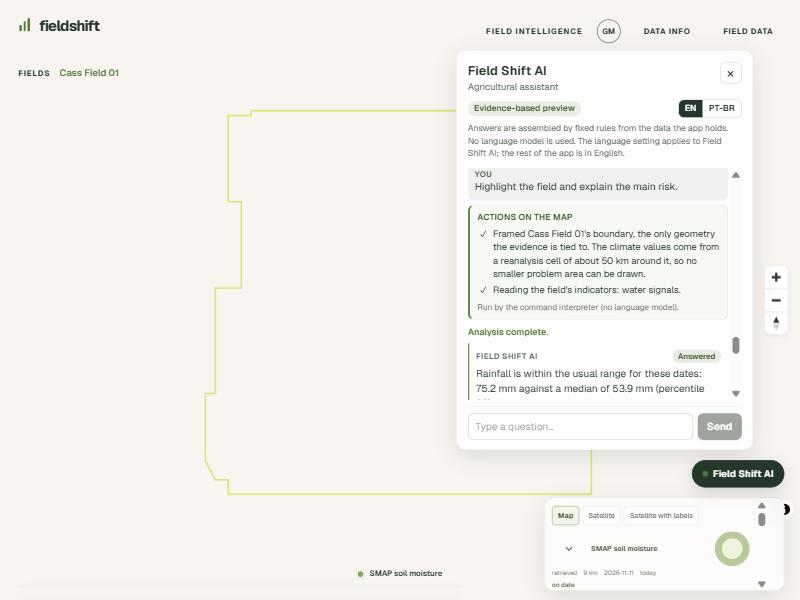 fieldshift
FIELD INTELLIGENCE GM DATA INFO FIELD DATA
FIELDS Cass Field 01
Field Shift AI
×
Agricultural assistant
Evidence-based preview
EN PT-BR
Answers are assembled by fixed rules from the data the app holds.
No language model is used. The language setting applies to Field
Shift AI; the rest of the app is in English.
YOU
Highlight the field and explain the main risk.
ACTIONS ON THE MAP
✓ Framed Cass Field 01's boundary, the only geometry
the evidence is tied to. The climate values come from
a reanalysis cell of about 50 km around it, so no
smaller problem area can be drawn.
✓ Reading the field's indicators: water signals.
Run by the command interpreter (no language model).
Analysis complete.
FIELD SHIFT AI Answered
Rainfall is within the usual range for these dates:
75.2 mm against a median of 53.9 mm (percentile
Type a question…
Send
Field Shift AI
Map Satellite Satellite with labels
SMAP soil moisture
retrieved 9 km 2026-11-11 today
on date
SMAP soil moisture